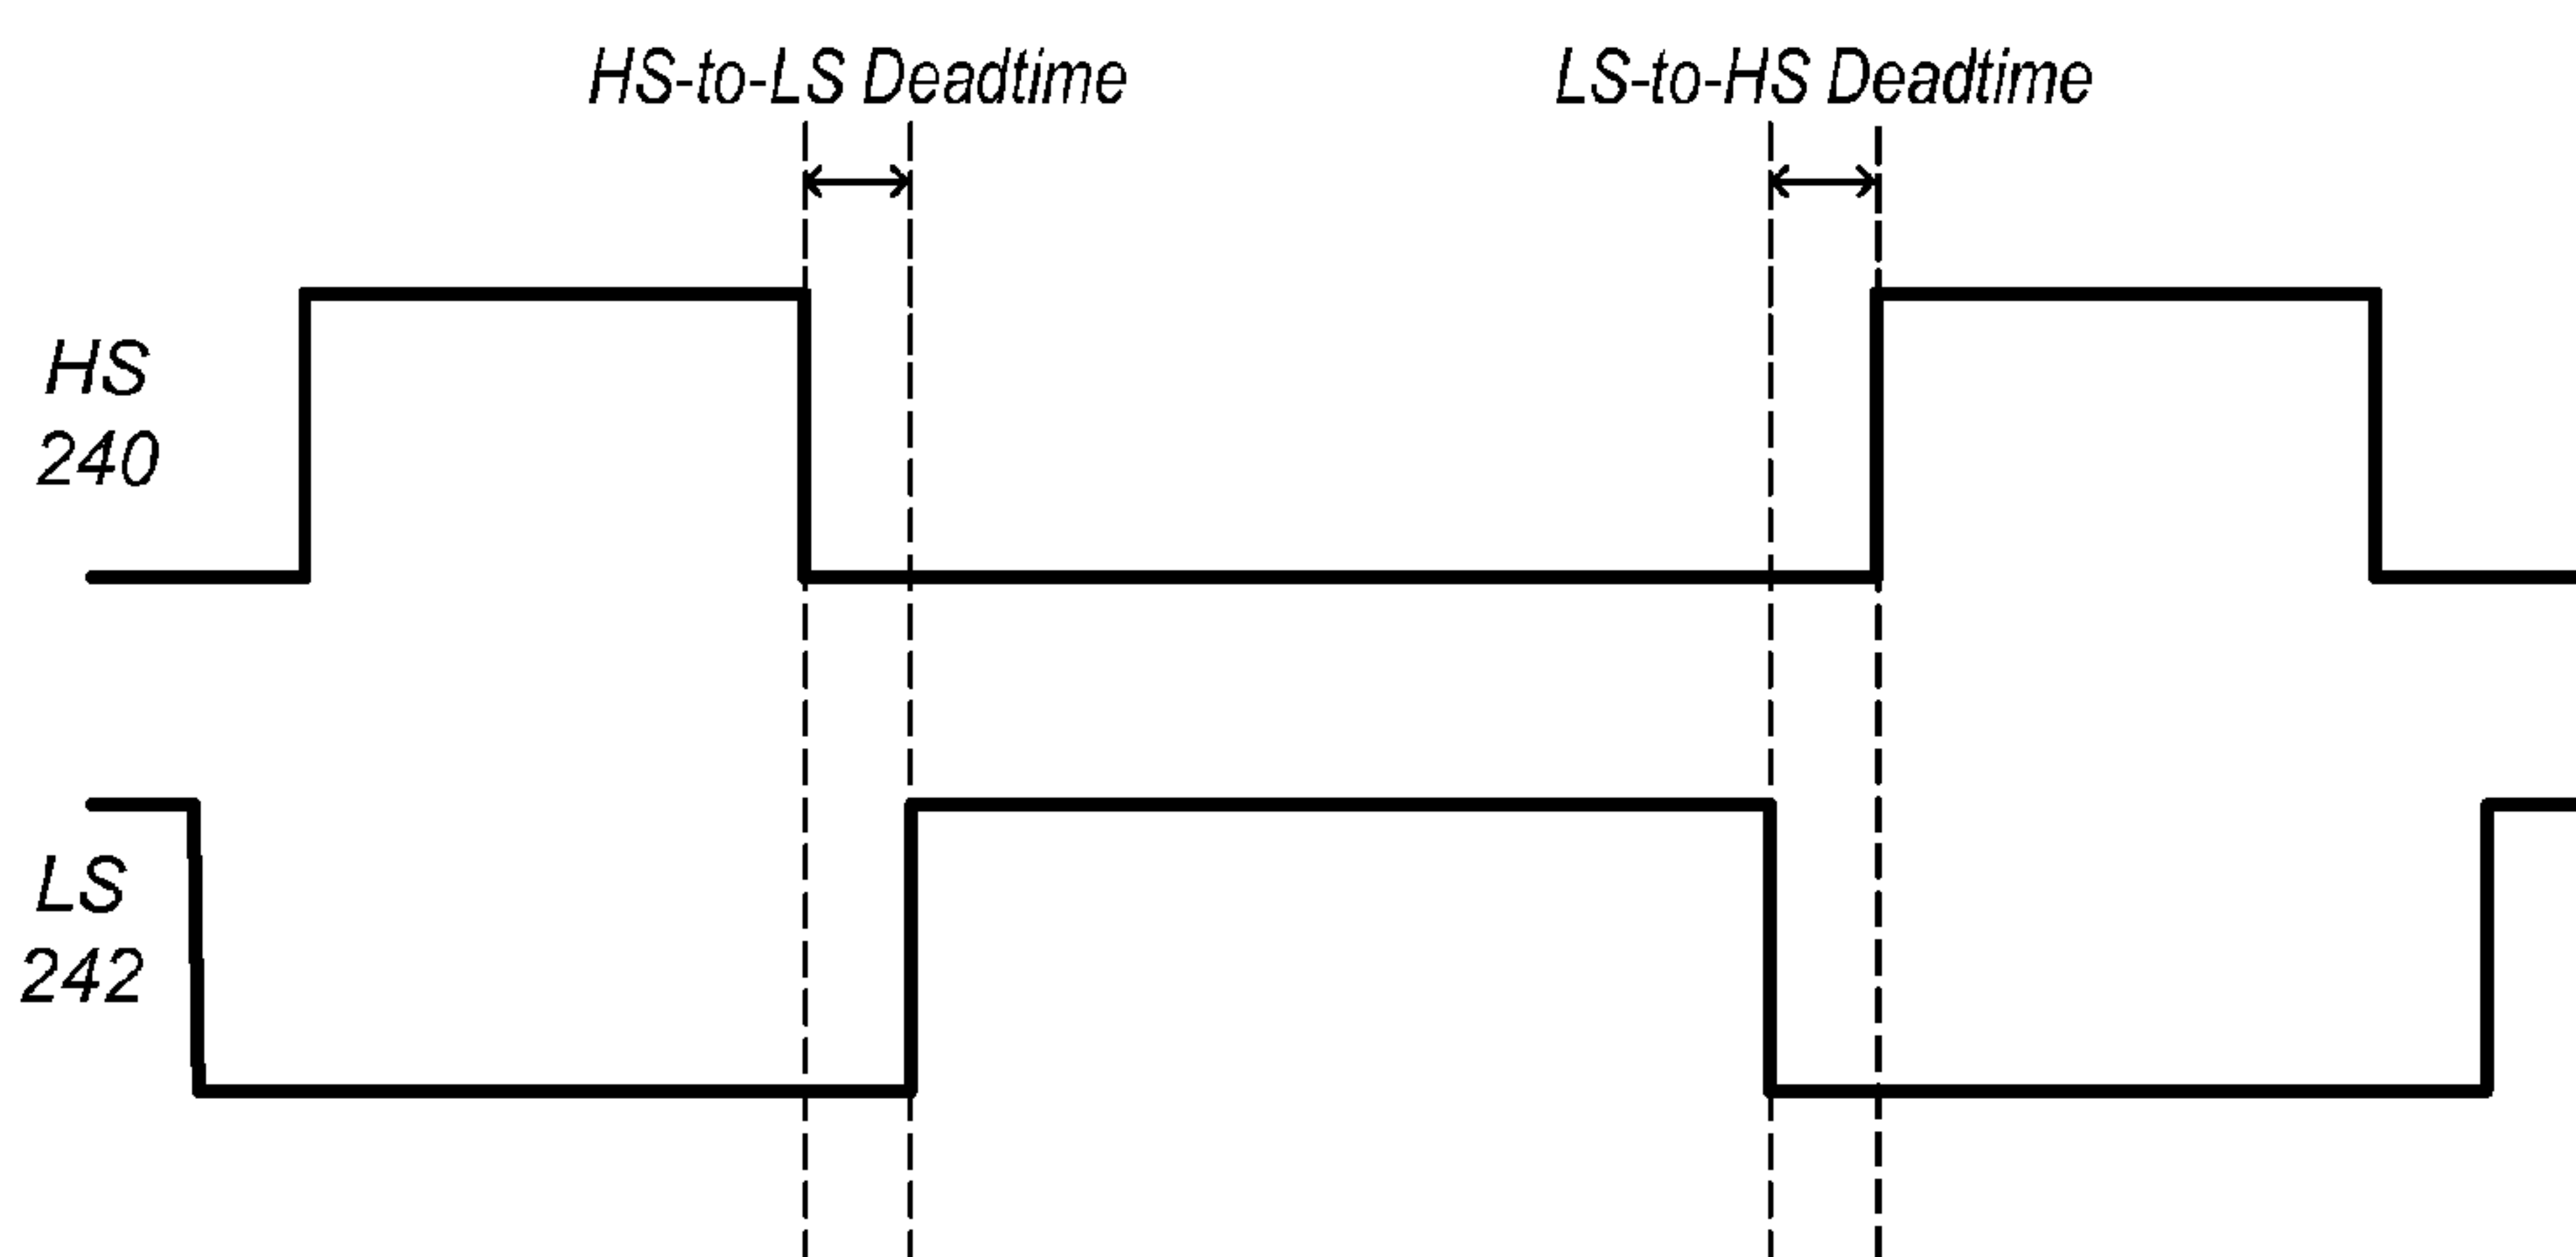 HS-to-LS Deadtime
LS-to-HS Deadtime
HS
240
LS
242